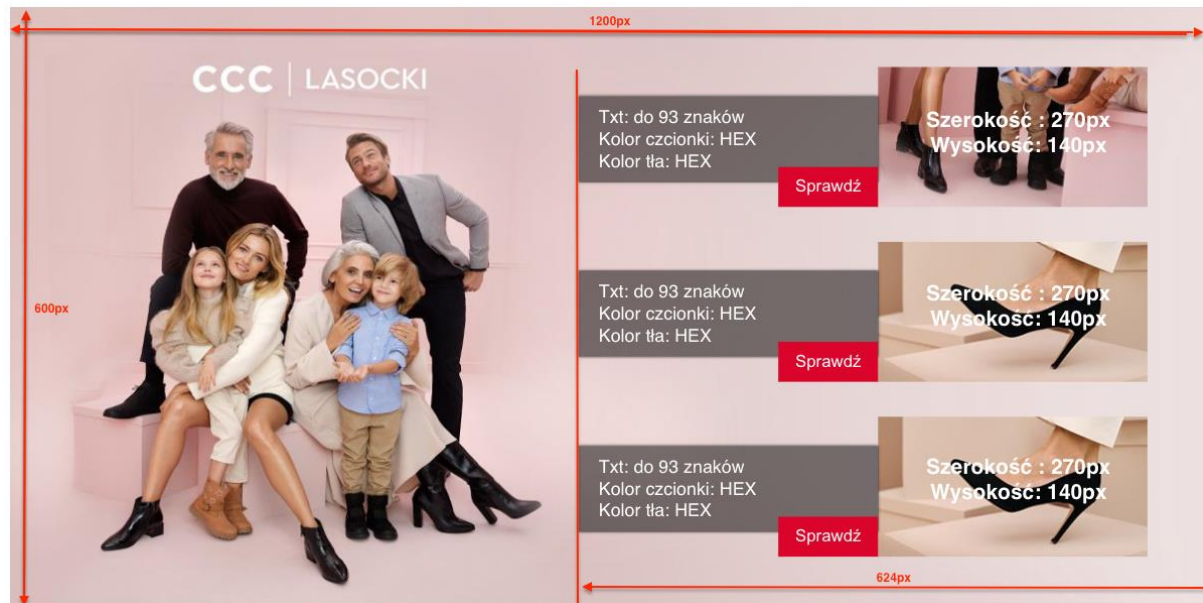 1200px
CCC | LASOCKI
600px
Txt: do 93 znaków
Kolor czcionki: HEX
Kolor tła: HEX
Sprawdź
Szerokość : 270px
Wysokość: 140px
Txt: do 93 znaków
Kolor czcionki: HEX
Kolor tła: HEX
Sprawdź
Szerokość : 270px
Wysokość: 140px
Txt: do 93 znaków
Kolor czcionki: HEX
Kolor tła: HEX
Sprawdź
Szerokość : 270px
Wysokość: 140px
624px